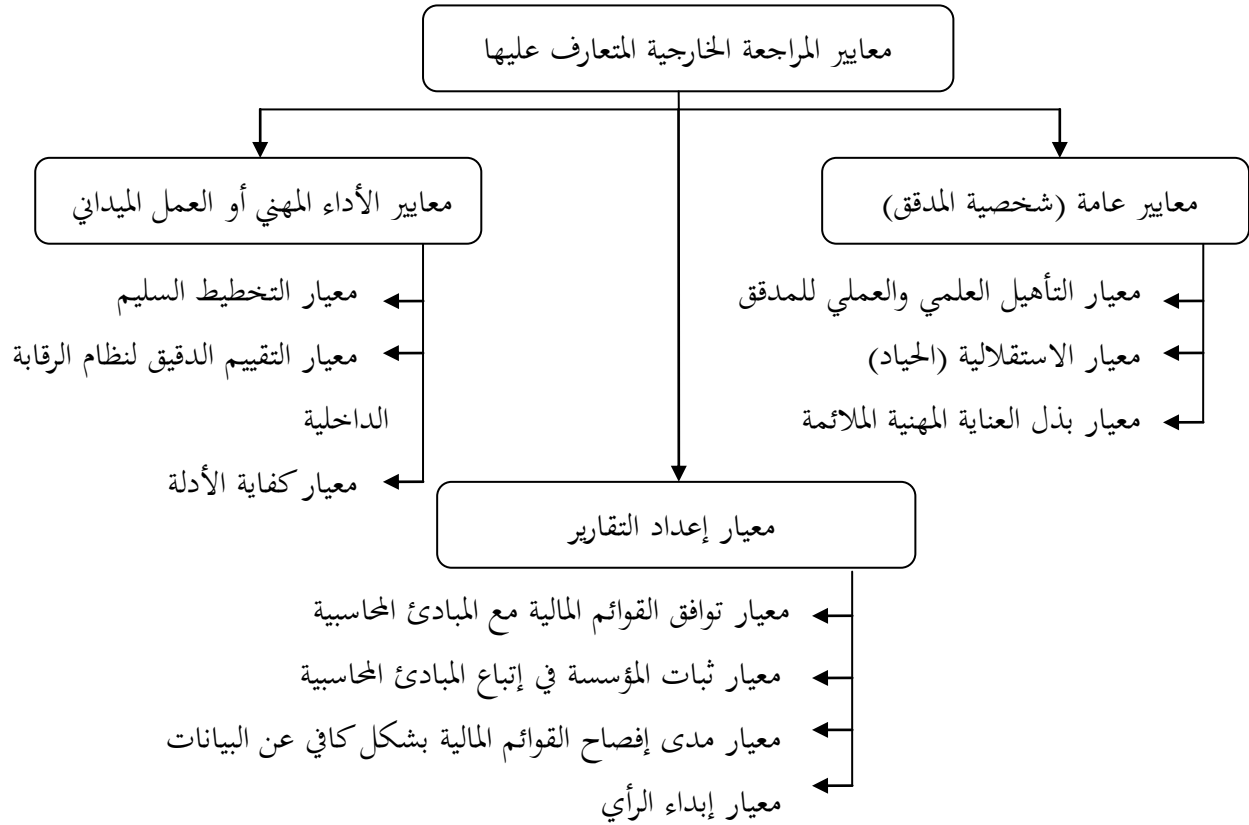 معايير المراجعة الخارجية المتعارف عليها
معايير عامة (شخصية المدقق)
معيار التأهيل العلمي والعملي للمدقق
معيار الاستقلالية (الحياد)
معيار بذل العناية المهنية الملائمة
معايير الأداء المهني أو العمل الميداني
معيار التخطيط السليم
معيار التقييم الدقيق لنظام الرقابة
الداخلية
معيار كفاية الأدلة
معيار إعداد التقارير
معيار توافق القوائم المالية مع المبادئ المحاسبية
معيار ثبات المؤسسة في إتباع المبادئ المحاسبية
معيار مدى إفصاح القوائم المالية بشكل كافي عن البيانات
معيار إبداء الرأي